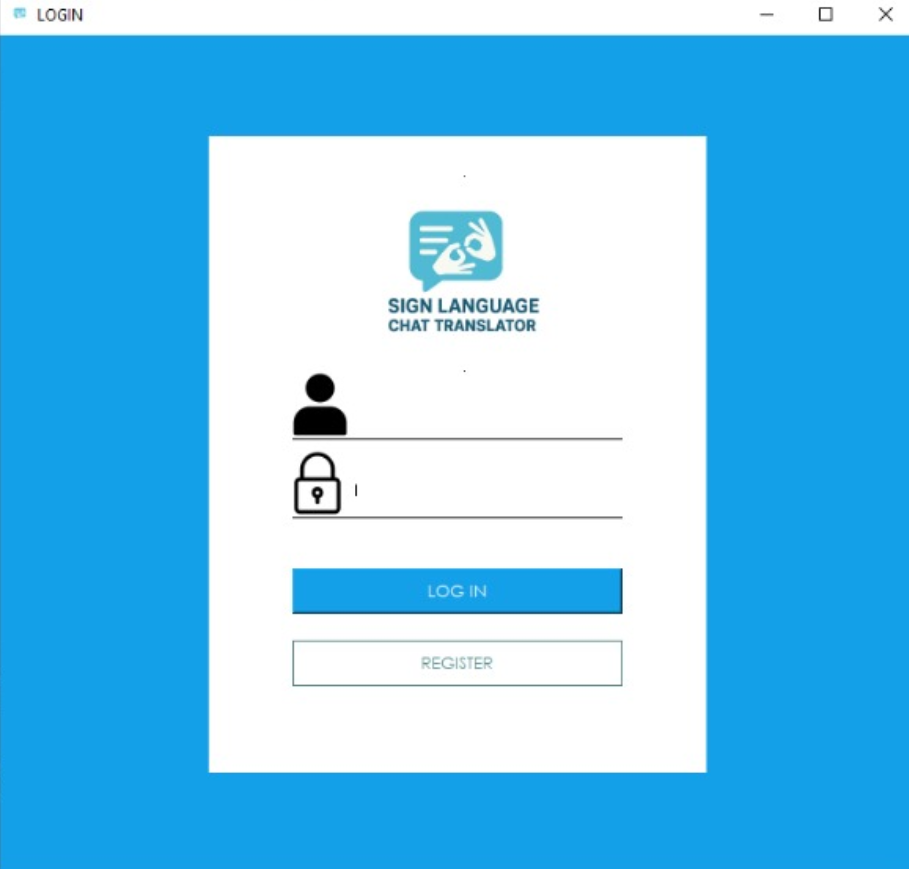 LOGIN
SIGN LANGUAGE
CHAT TRANSLATOR
LOG IN
REGISTER